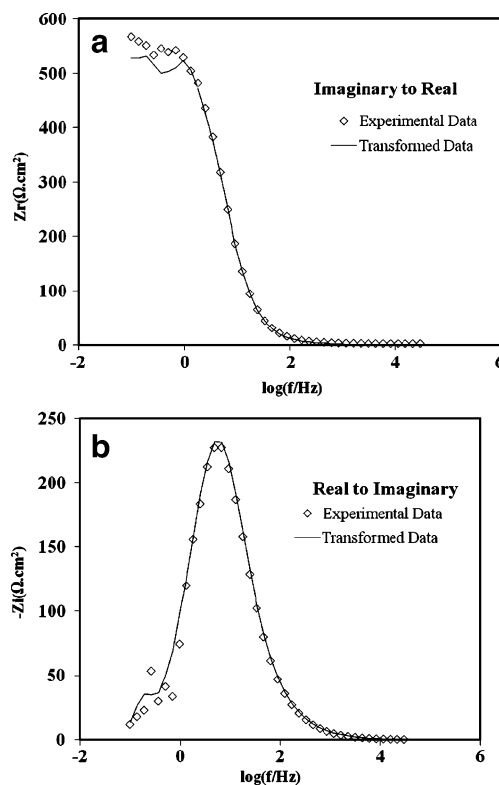 a
600
500
400
300
200
100
0
Zr(Ω.cm²)
Imaginary to Real
Experimental Data
Transformed Data
-2 0 2 4 6
log(f/Hz)
b
250
200
150
100
50
0
-Zi(Ω.cm²)
Real to Imaginary
Experimental Data
Transformed Data
-2 0 2 4 6
log(f/Hz)